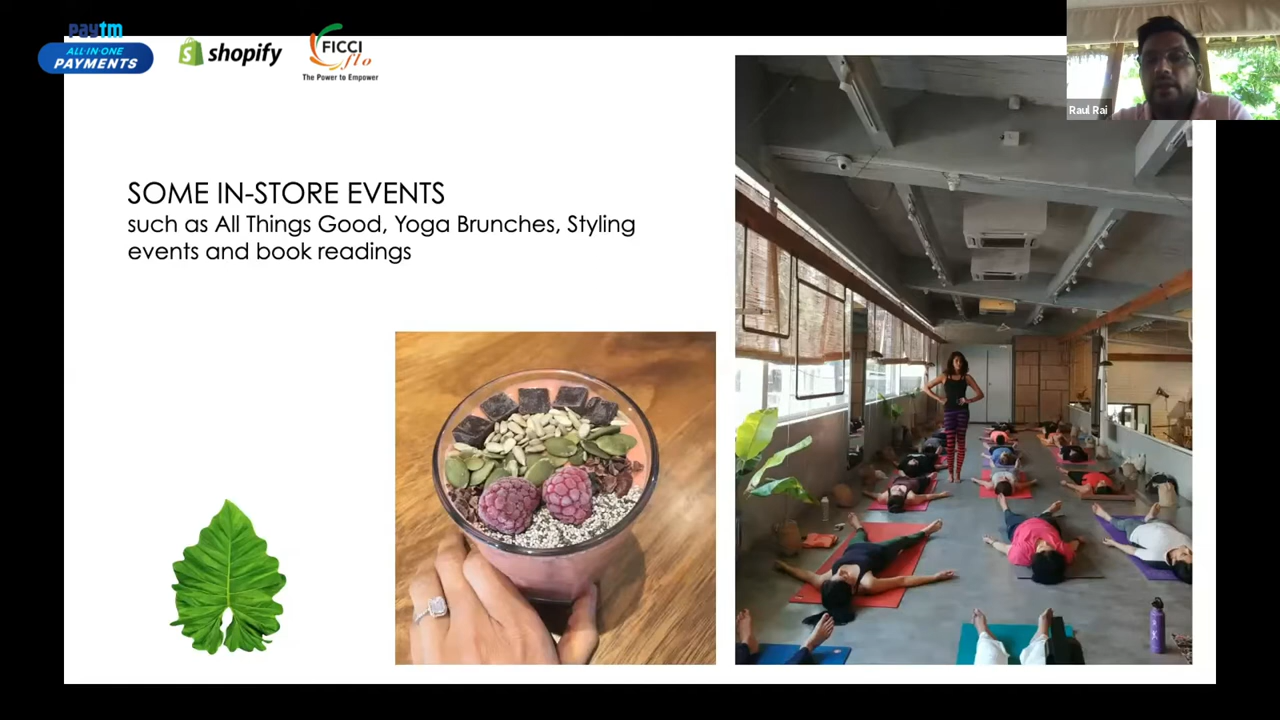 paytm
ALL-IN-ONE
PAYMENTS
shopify
FICCI
flo
The Power to Empower
Raul Rai
SOME IN-STORE EVENTS
such as All Things Good, Yoga Brunches, Styling
events and book readings